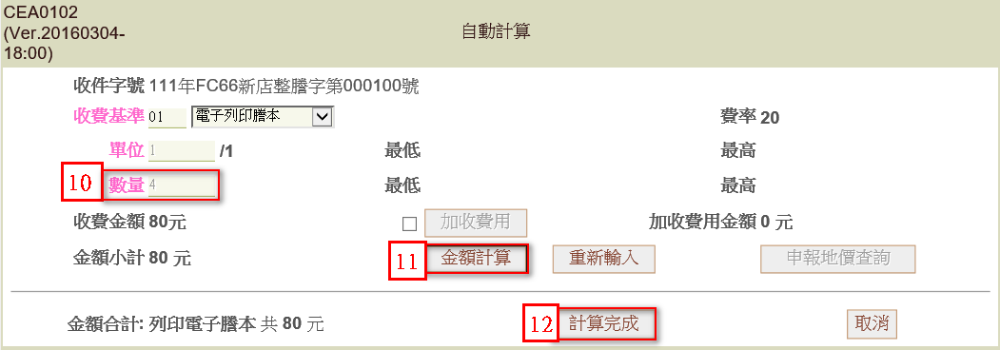 CEA0102
(Ver.20160304-
18:00)
自動計算
收件字號 111年FC66新店整謄字第000100號
收費基準 01 電子列印謄本 費率 20
單位 1 /1 最低 最高
10 數量 4 最低 最高
收費金額 80元 加收費用 加收費用金額 0 元
金額小計 80 元 11 金額計算 重新輸入 申報地價查詢
金額合計: 列印電子謄本 共 80 元 12 計算完成 取消